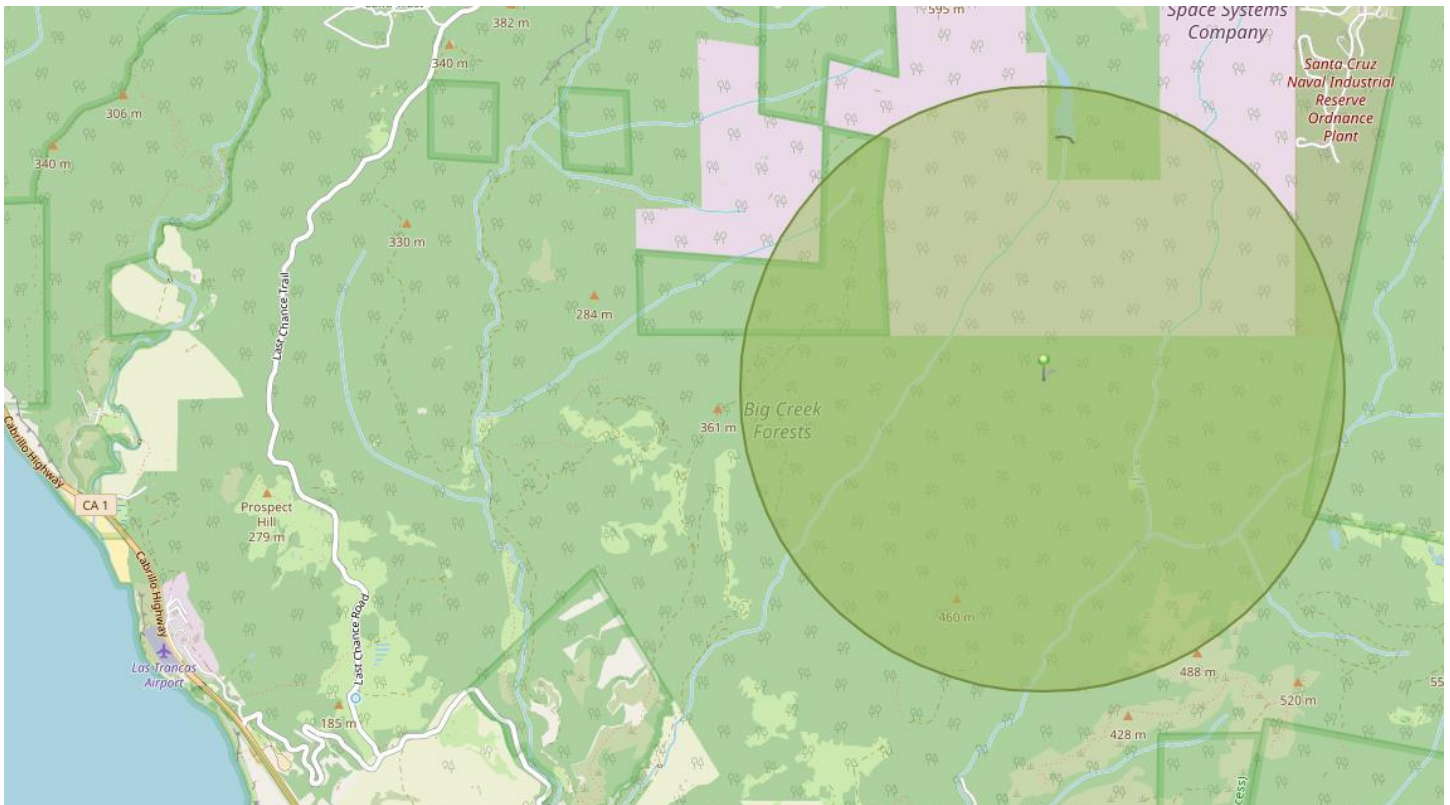 382 m
595 m
Space Systems
Company
340 m
Santa Cruz
Naval Industrial
Reserve
Ordnance
Plant
306 m
340 m
330 m
Last Chance Trail
284 m
361 m
Big Creek
Forests
Cabrillo Highway
CA 1
Prospect
Hill
279 m
Cabrillo Highway
Last Chance Road
460 m
Las Trancas
Airport
488 m
520 m
55
185 m
428 m
cessJ